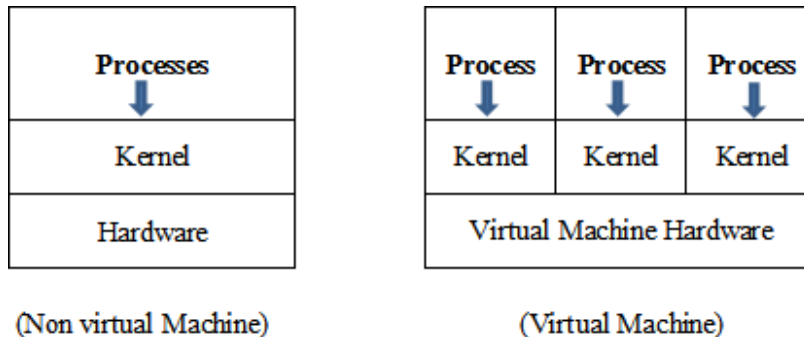 Processes
Kernel
Hardware
(Non virtual Machine)
Process Process Process
Kernel Kernel Kernel
Virtual Machine Hardware
(Virtual Machine)